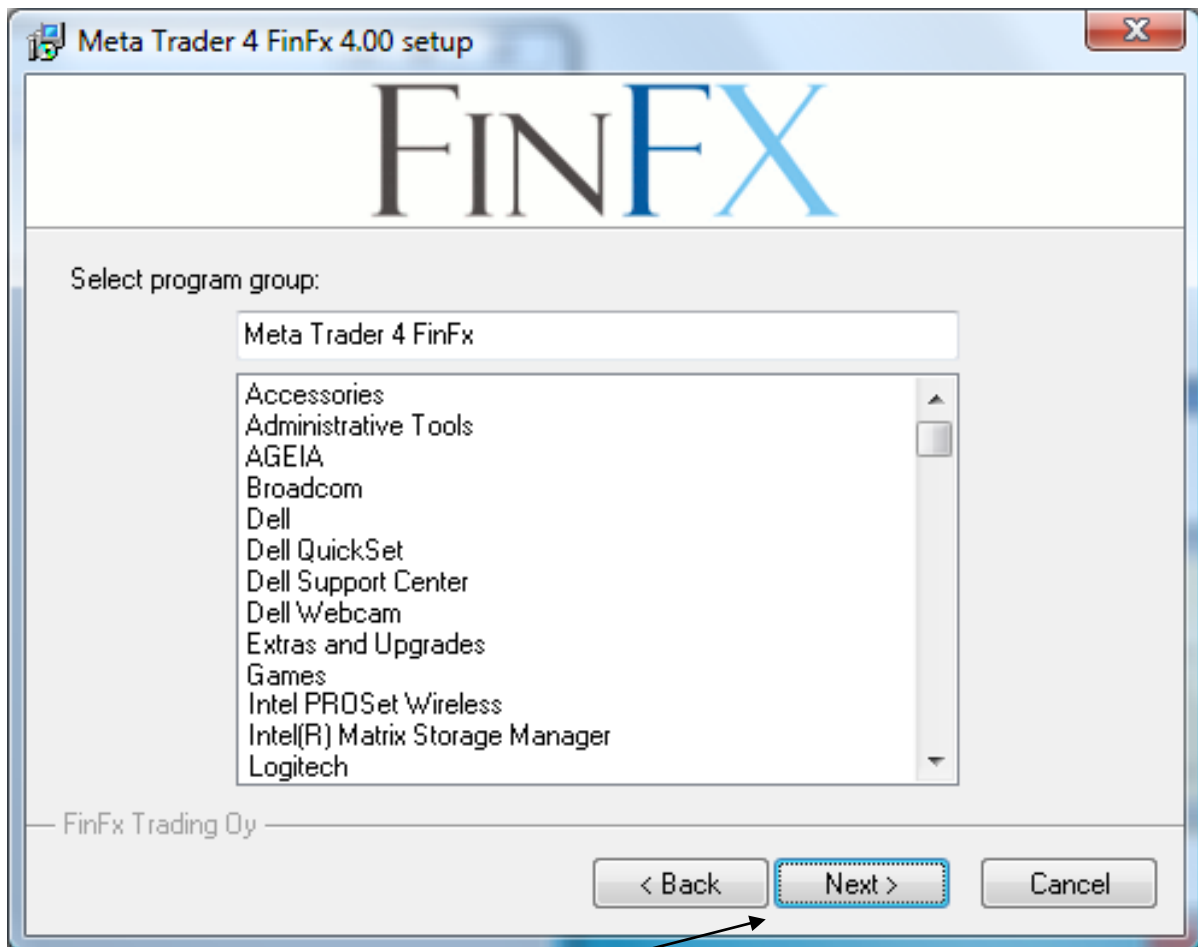 Meta Trader 4 FinFx 4.00 setup
FINFX
Select program group:
Meta Trader 4 FinFx
Accessories
Administrative Tools
AGEIA
Broadcom
Dell
Dell QuickSet
Dell Support Center
Dell Webcam
Extras and Upgrades
Games
Intel PROSet Wireless
Intel(R) Matrix Storage Manager
Logitech
FinFx Trading Oy
< Back Next > Cancel